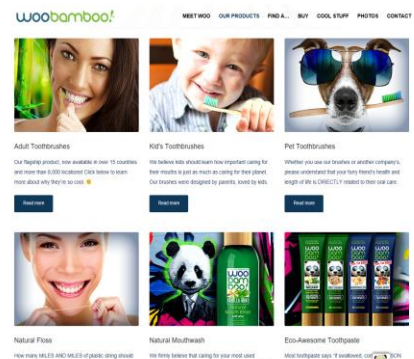 woobamboo!
MEET WOO OUR PRODUCTS FIND A... BUY COOL STUFF PHOTOS CONTACT
Adult Toothbrushes
Our flagship product, now available in over 15 countries
and more than 6,000 locations! Click below to learn
more about why they're so cool.
Read more
Kid's Toothbrushes
We believe kids should learn how important caring for
their mouths is just as much as caring for their planet.
Our brushes were designed by parents, loved by kids.
Read more
Pet Toothbrushes
Whether you use our brushes or another company's,
please understand that your furry friend's health and
length of life is DIRECTLY related to their oral care.
Read more
woo
bam
boo!
WOO
BAM
BOO!
Natural Floss
How many MILES AND MILES of plastic string should
Natural Mouthwash
We firmly believe that caring for your most used
Eco-Awesome Toothpaste
Most toothpaste says "If swallowed,